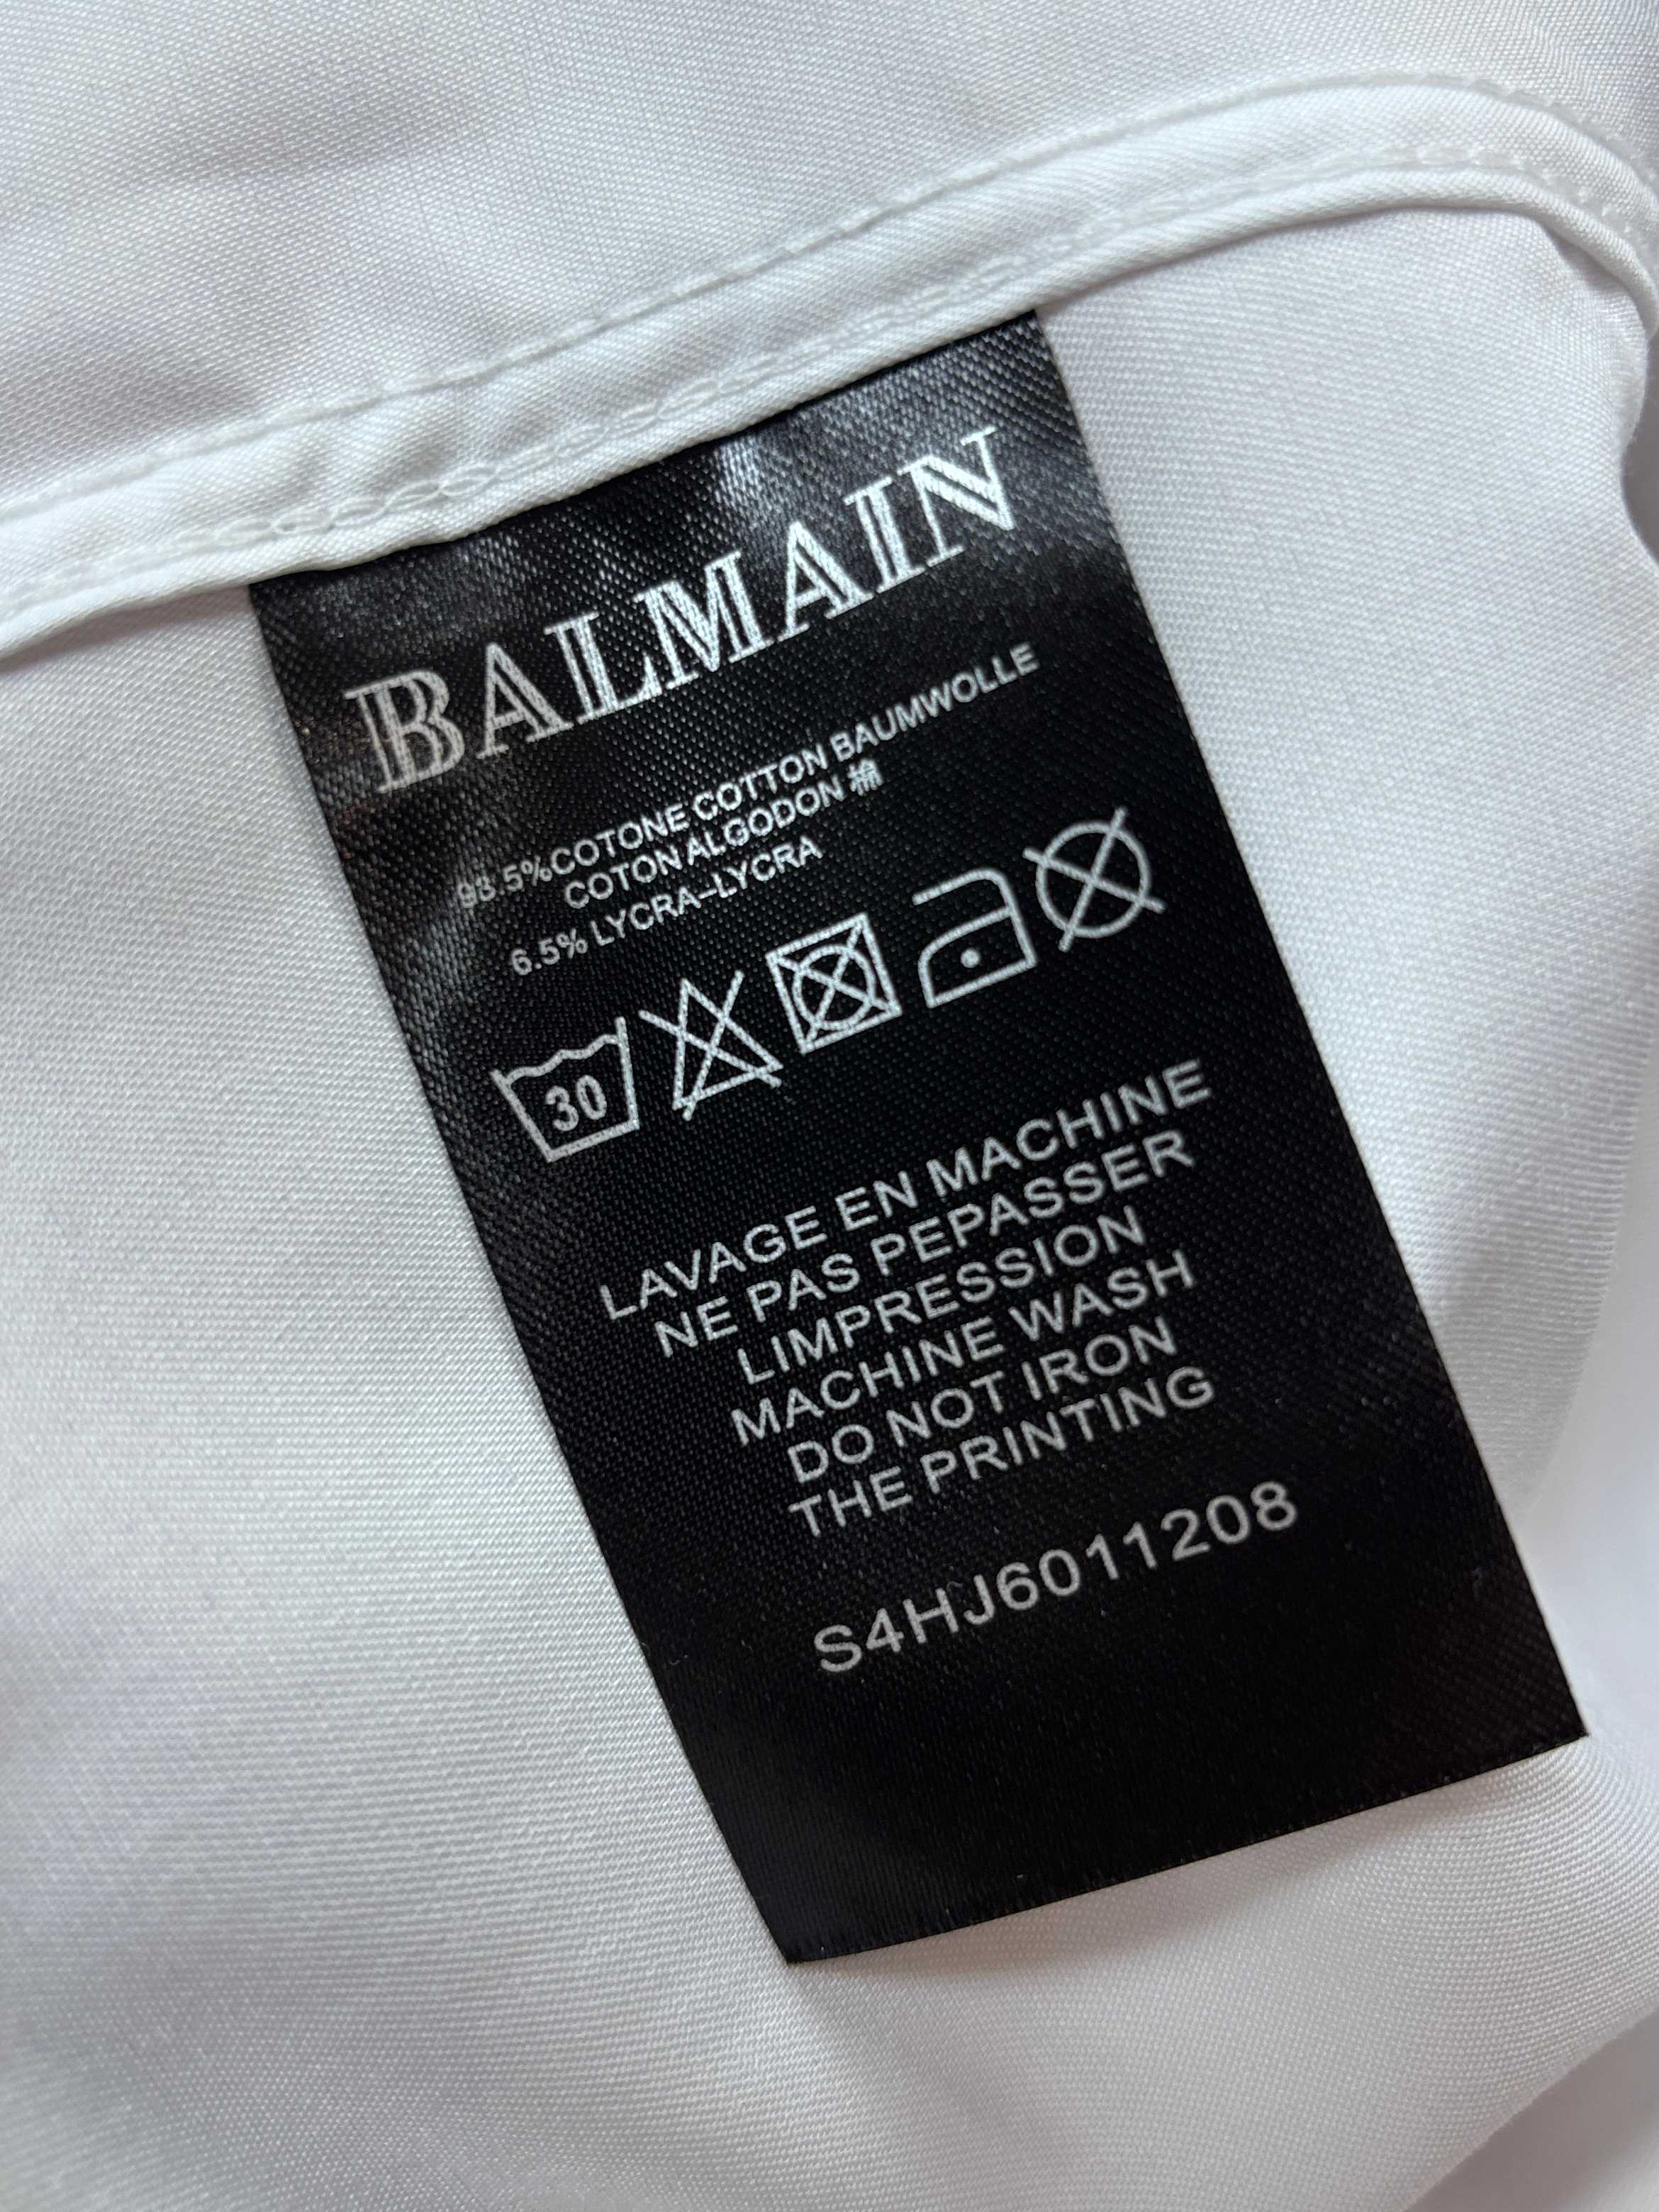 BALMAIN
93.5%COTONE COTTON BAUMWOLLE
COTON ALGODON 綿
6.5% LYCRA–LYCRA
30
LAVAGE EN MACHINE
NE PAS PEPASSER
LIMPRESSION
MACHINE WASH
DO NOT IRON
THE PRINTING
S4HJ6011208